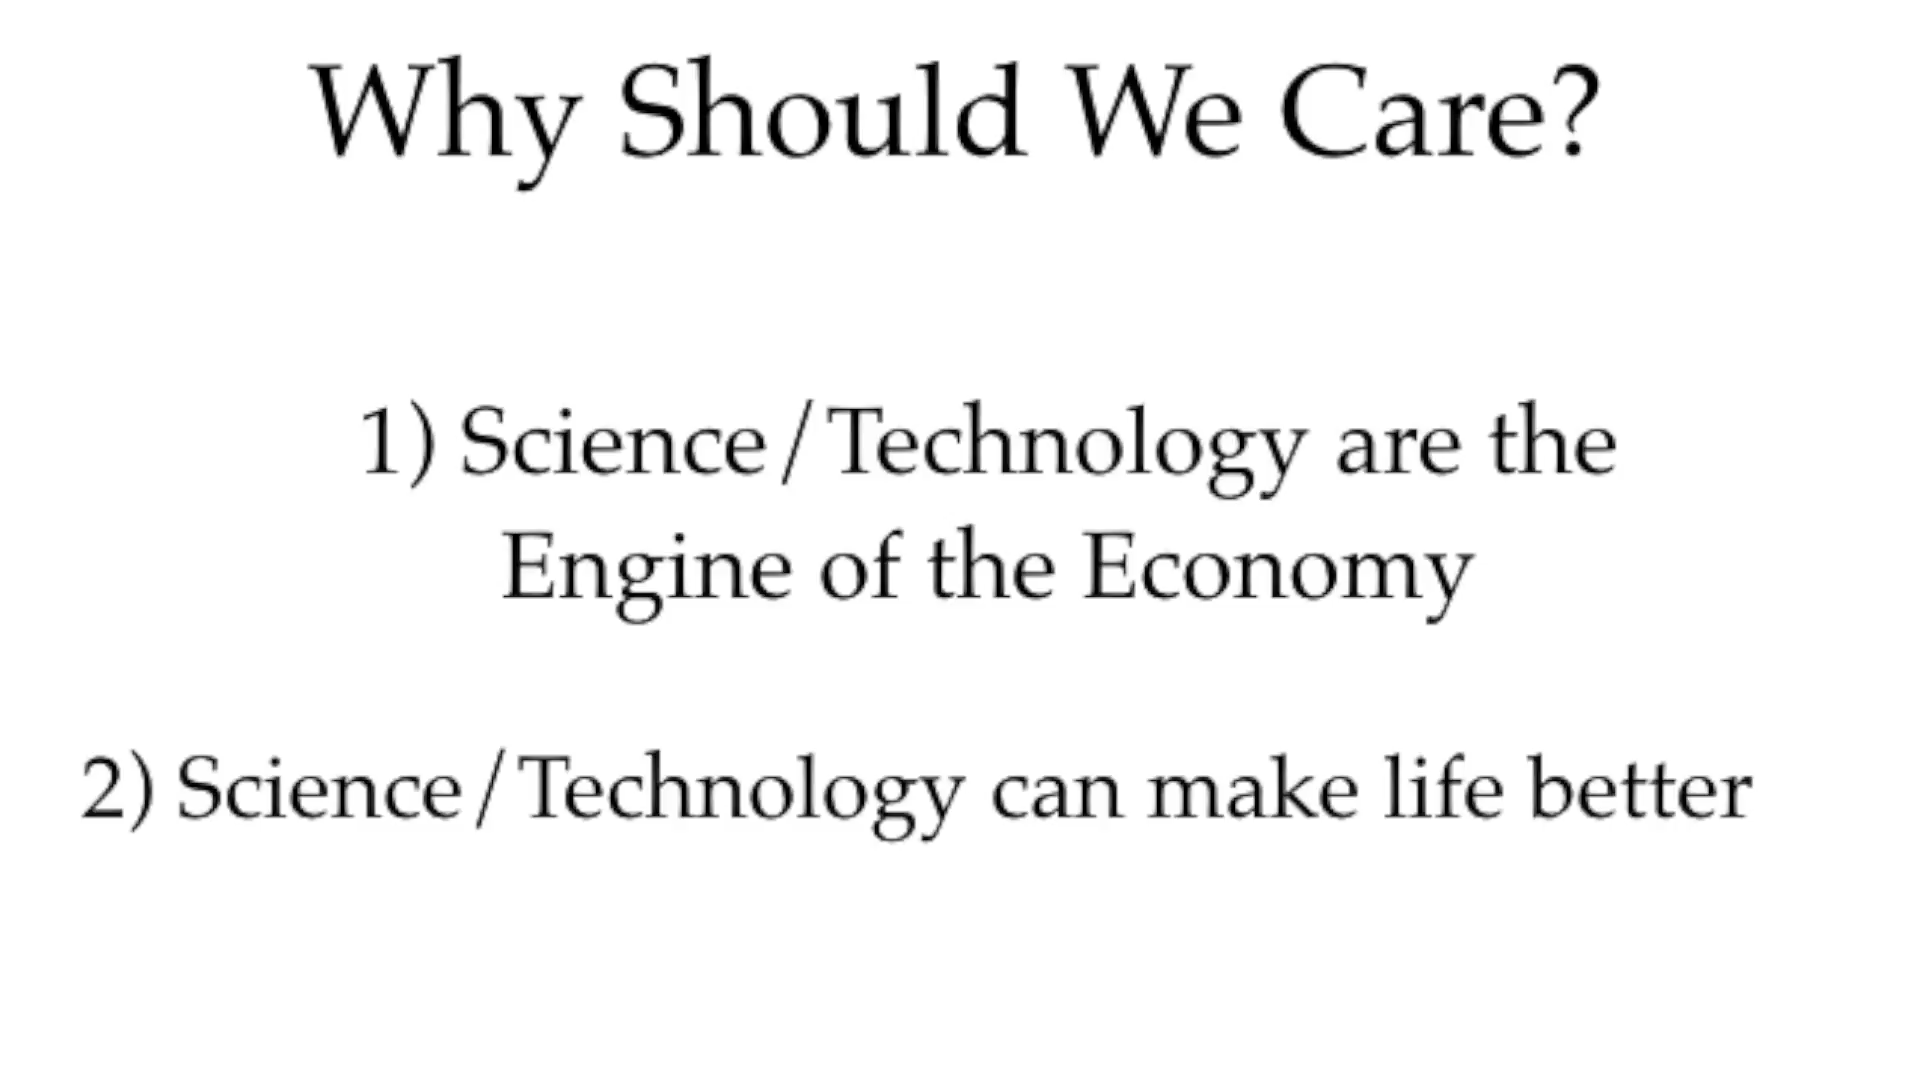 Why Should We Care?
1) Science/Technology are the
Engine of the Economy
2) Science/Technology can make life better